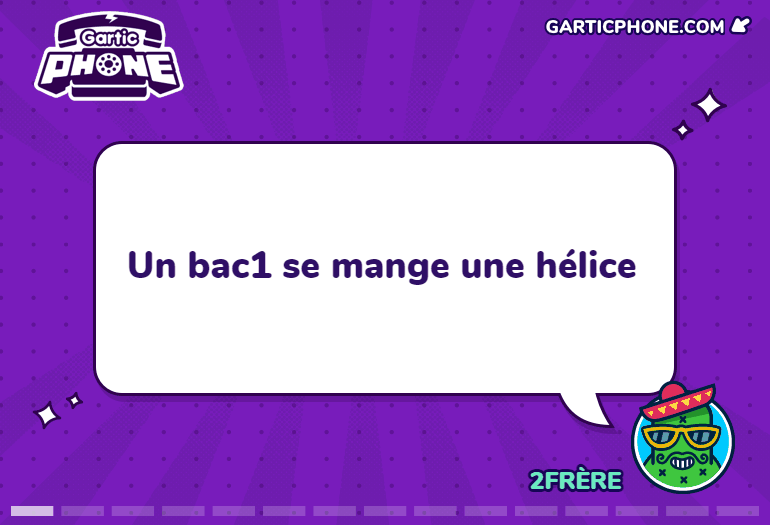 Gartic
PHONE
GARTICPHONE.COM
Un bac1 se mange une hélice
2FRÈRE